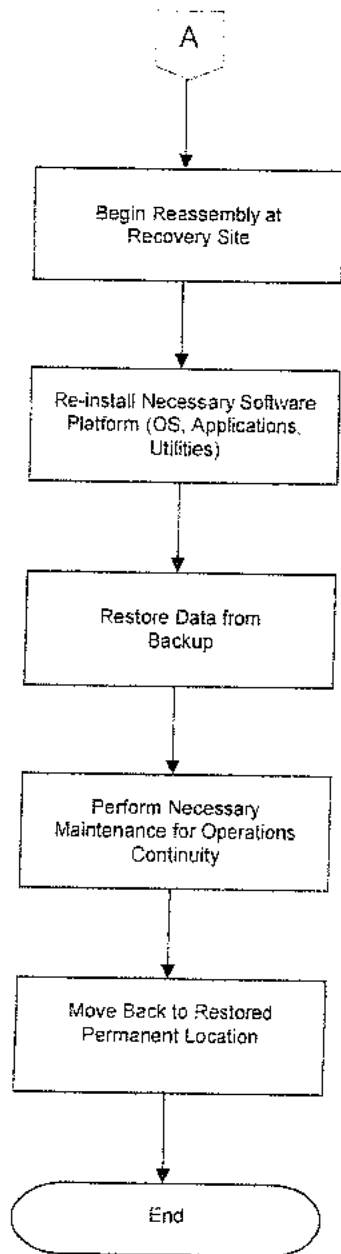 A
Begin Reassembly at
Recovery Site
Re-install Necessary Software
Platform (OS, Applications,
Utilities)
Restore Data from
Backup
Perform Necessary
Maintenance for Operations
Continuity
Move Back to Restored
Permanent Location
End